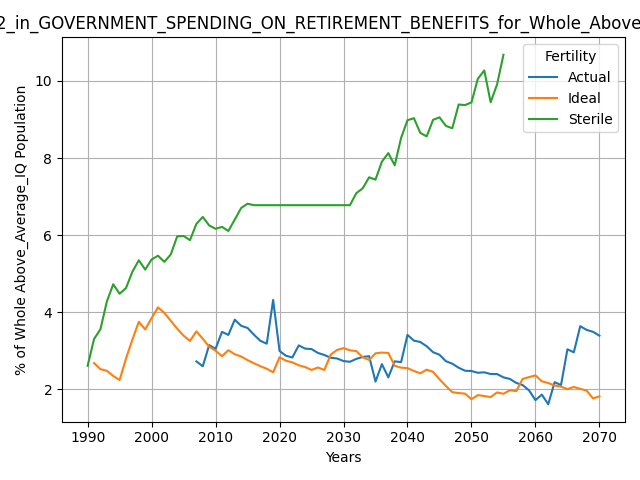 2_in_GOVERNMENT_SPENDING_ON_RETIREMENT_BENEFITS_for_Whole_Above
% of Whole Above_Average_IQ Population
10
8
6
4
2
Fertility
Actual
Ideal
Sterile
1990 2000 2010 2020 2030 2040 2050 2060 2070
Years